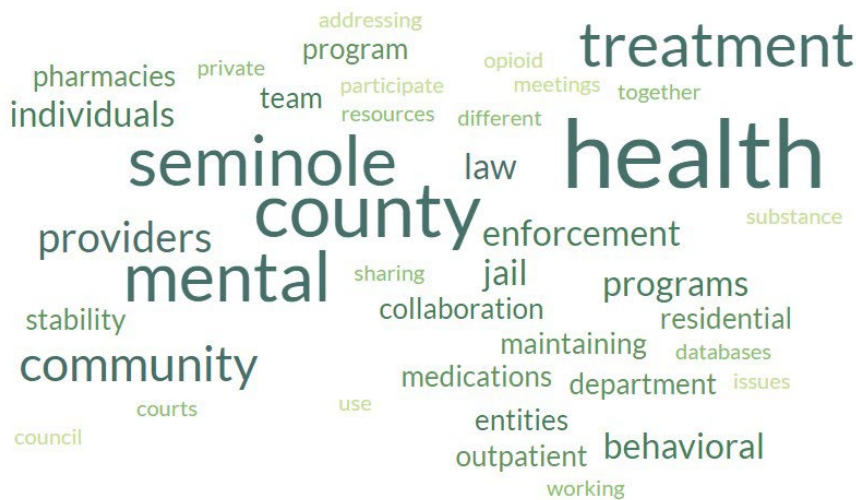 addressing
program
opioid
treatment
pharmacies
private
participate
meetings
team
together
individuals
resources
different
seminole
law
health
county
substance
providers
enforcement
mental
sharing
jail
programs
collaboration
stability
residential
maintaining
databases
community
medications
department
issues
courts
use
entities
council
outpatient
behavioral
working